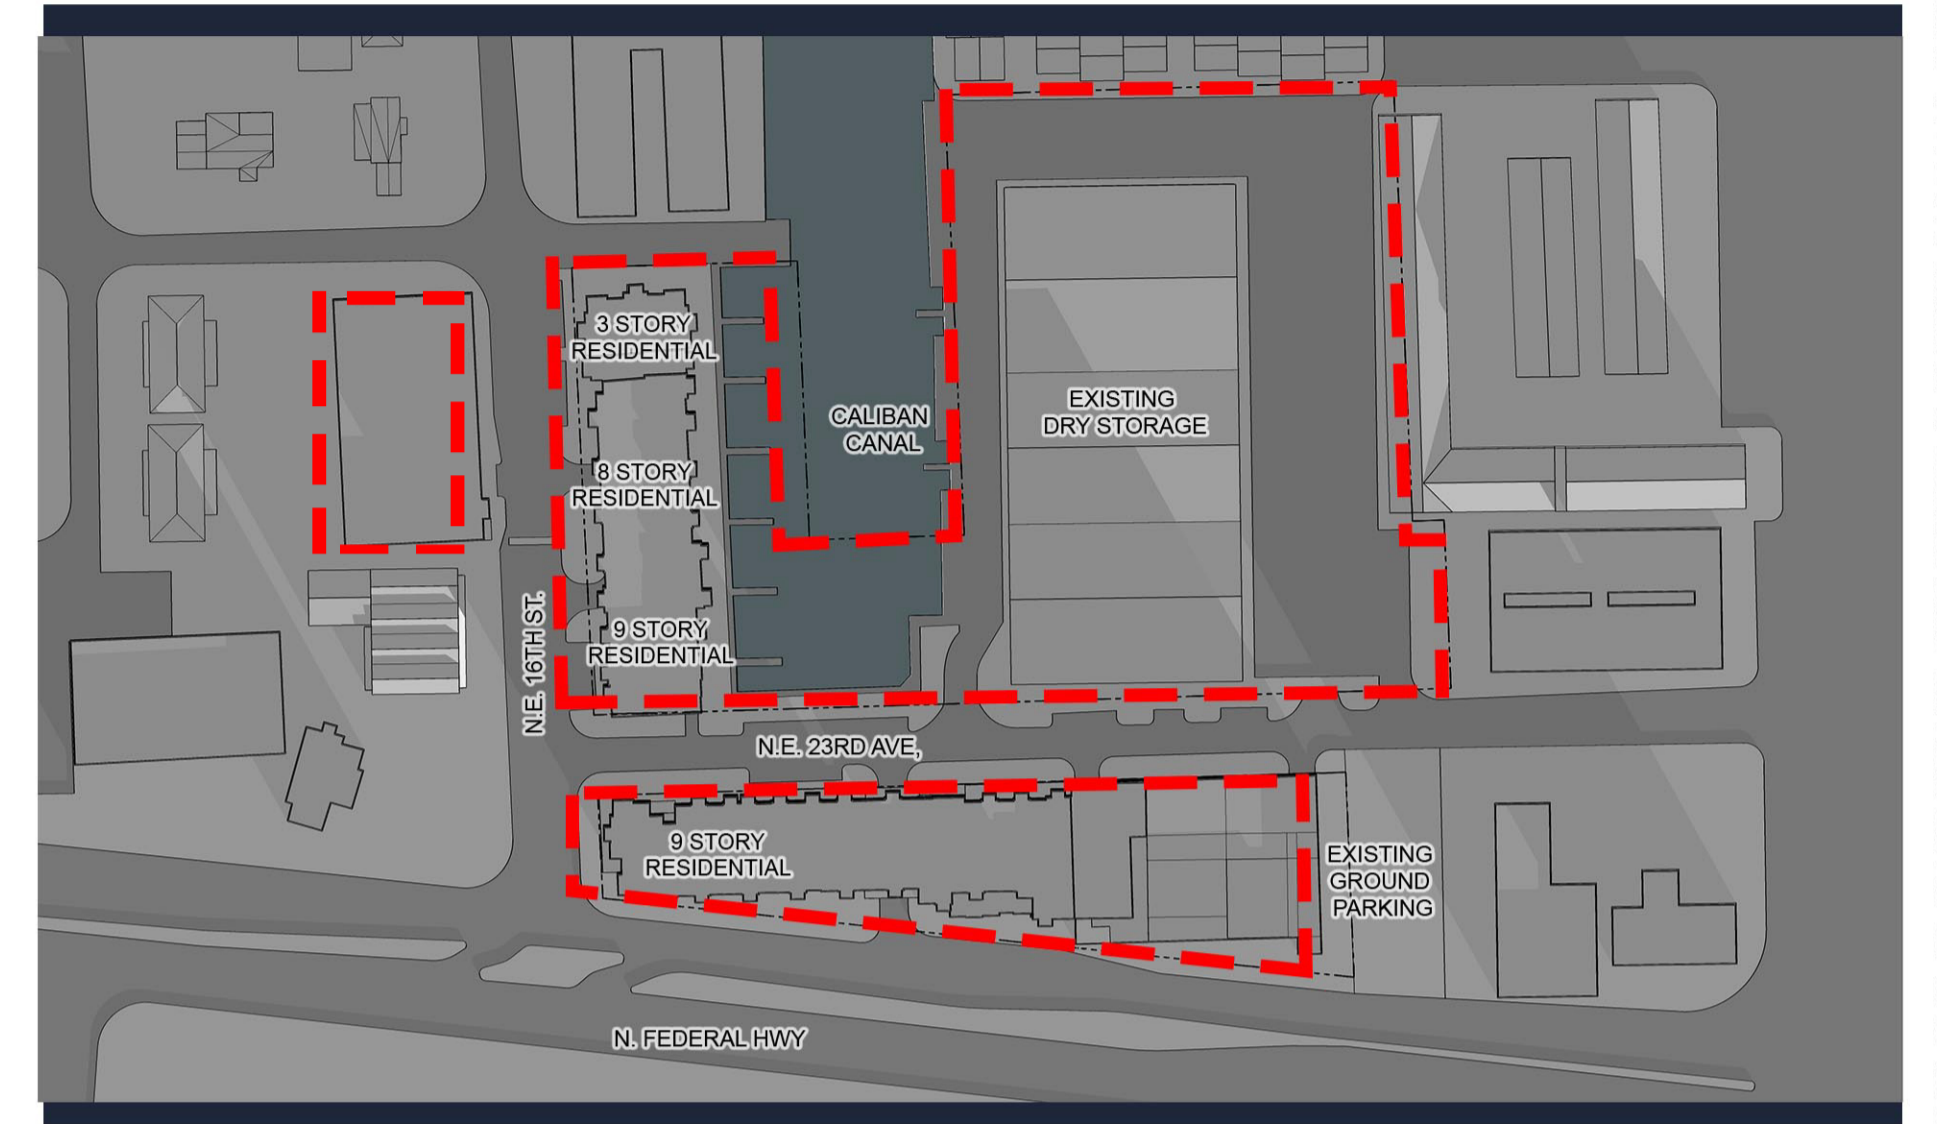 3 STORY
RESIDENTIAL
8 STORY
RESIDENTIAL
9 STORY
RESIDENTIAL
CALIBAN
CANAL
EXISTING
DRY STORAGE
N.E. 16TH ST.
N.E. 23RD AVE,
9 STORY
RESIDENTIAL
EXISTING
GROUND
PARKING
N. FEDERAL HWY